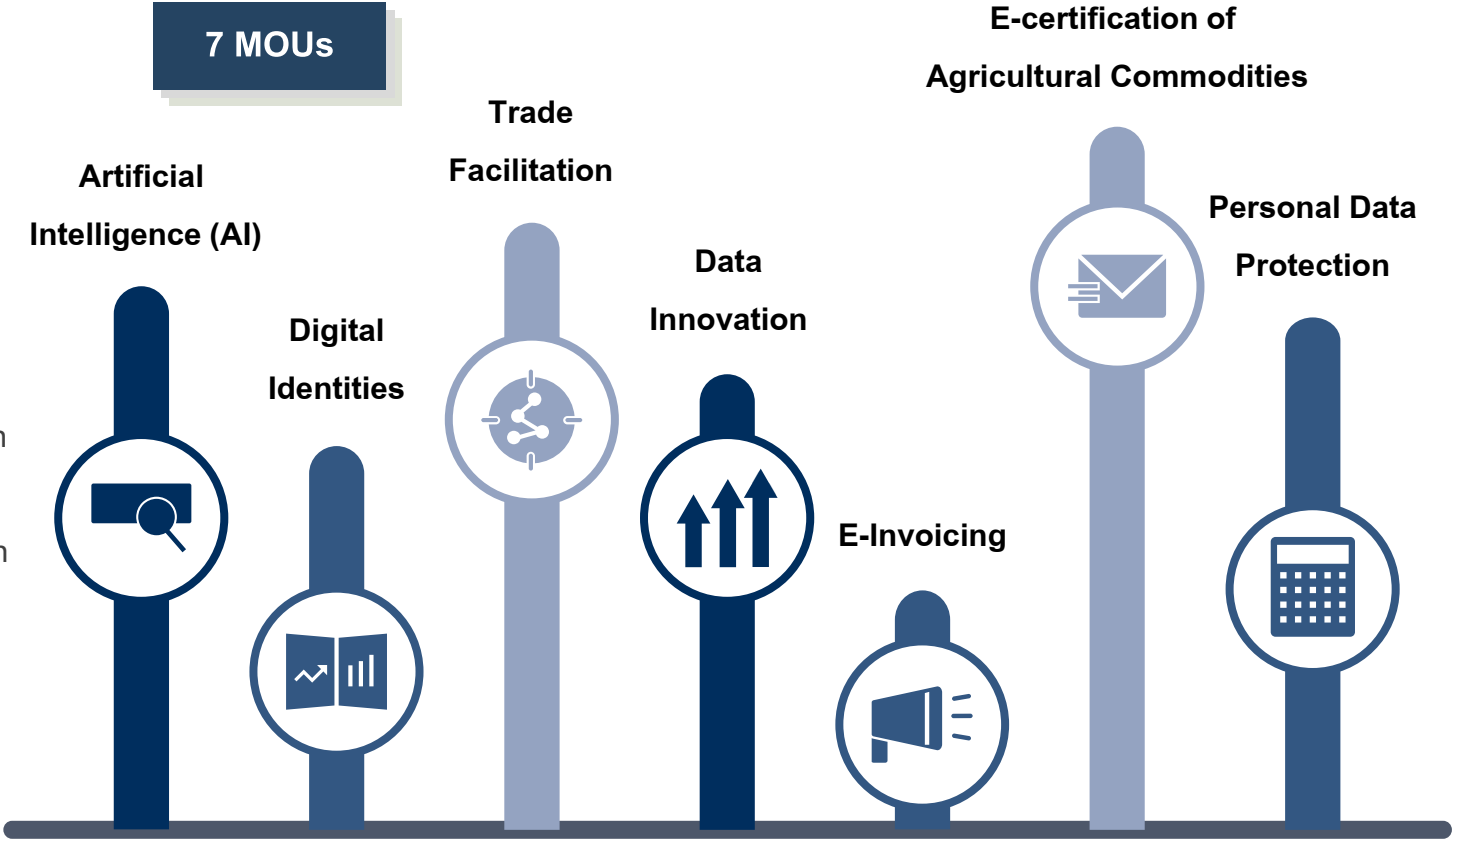 7 MOUs
Artificial
Intelligence (AI)
Digital
Identities
Trade
Facilitation
Data
Innovation
E-Invoicing
E-certification of
Agricultural Commodities
Personal Data
Protection